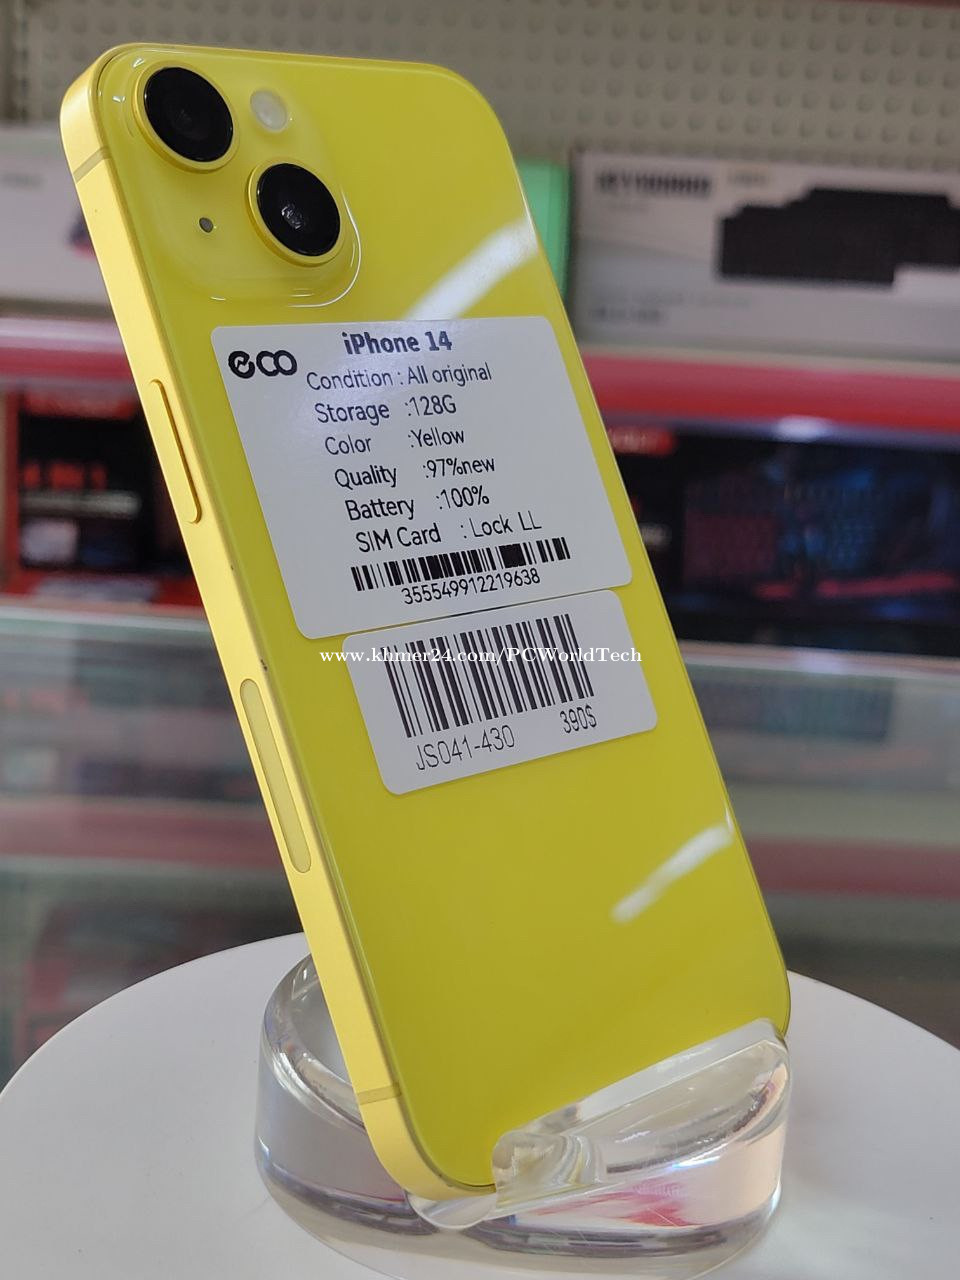 eco
iPhone 14
Condition : All original
Storage :128G
Color :Yellow
Quality :97%new
Battery :100%
SIM Card : Lock LL
355549912219638
www.khmer24.com/PCWorldTech
JS041-430 390$
KEYBOARD